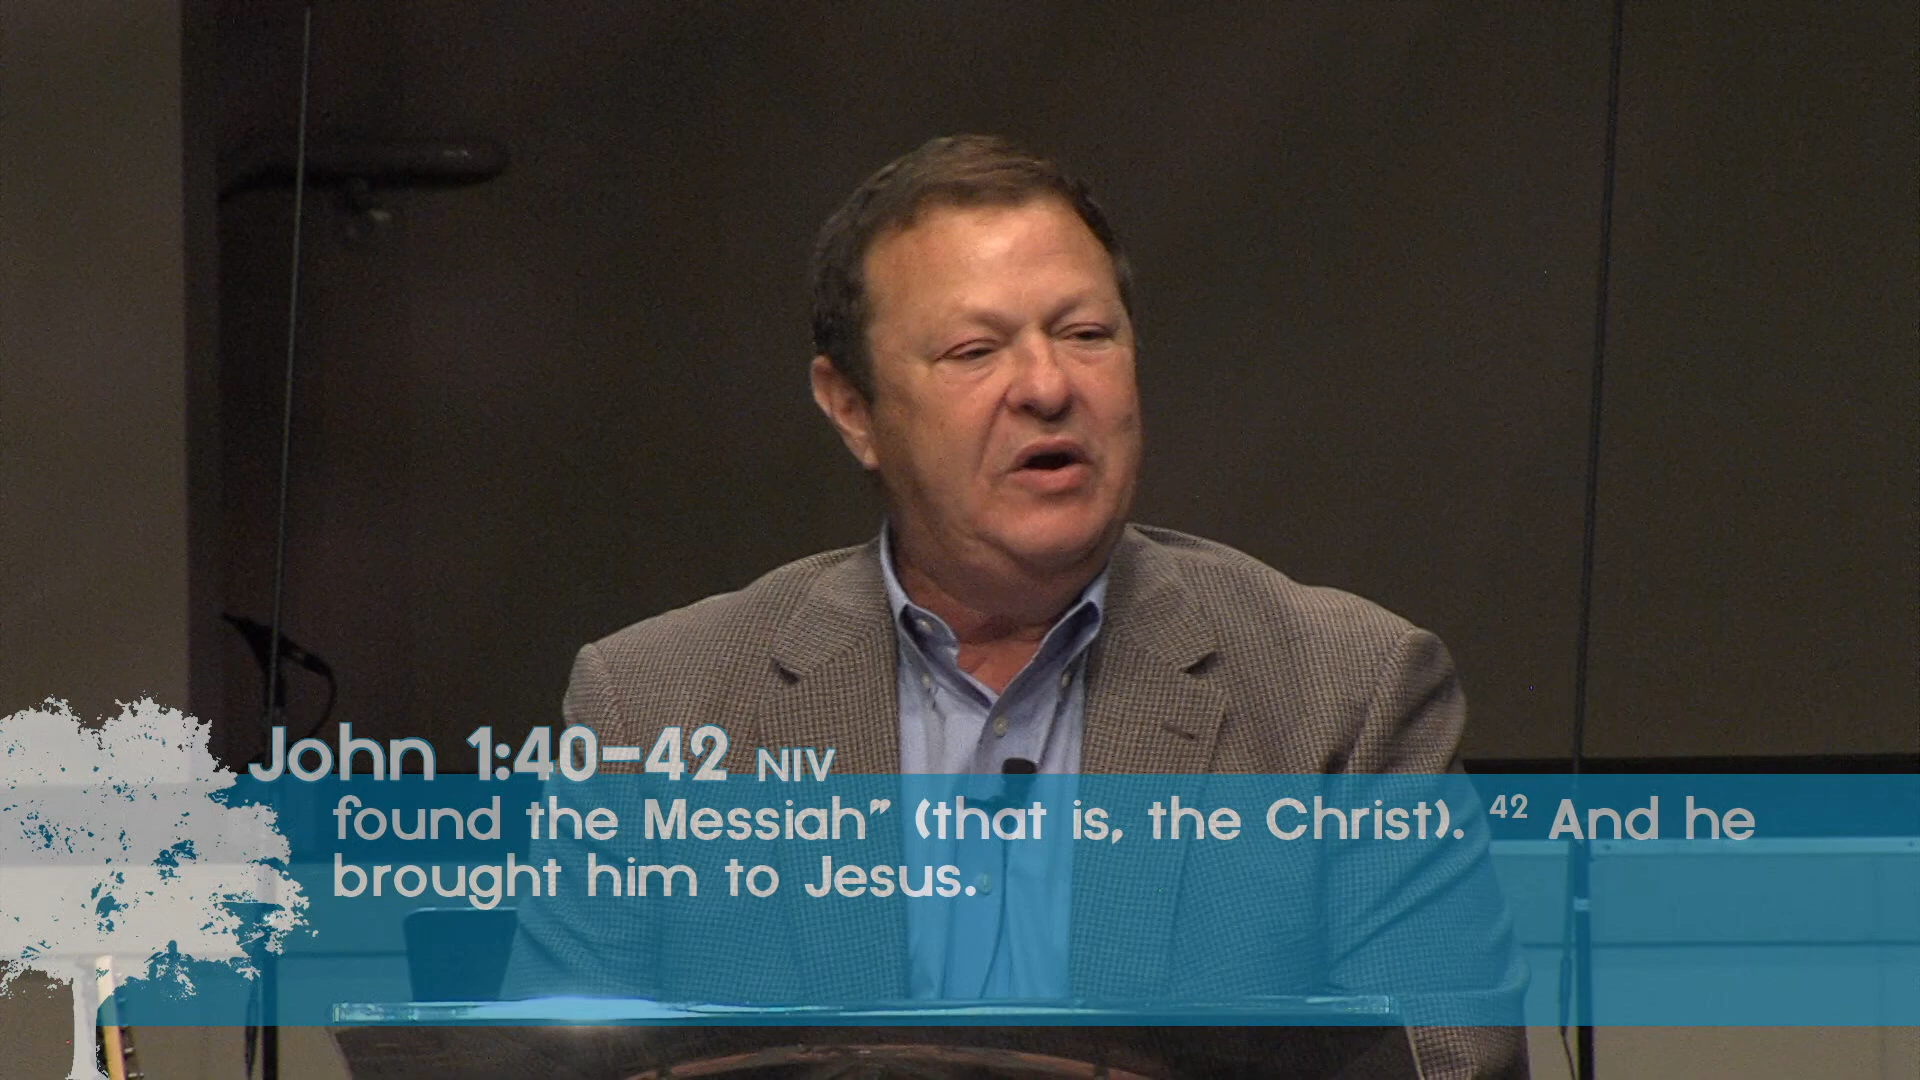 John 1:40-42 NIV
found the Messiah” (that is, the Christ). 42 And he
brought him to Jesus.